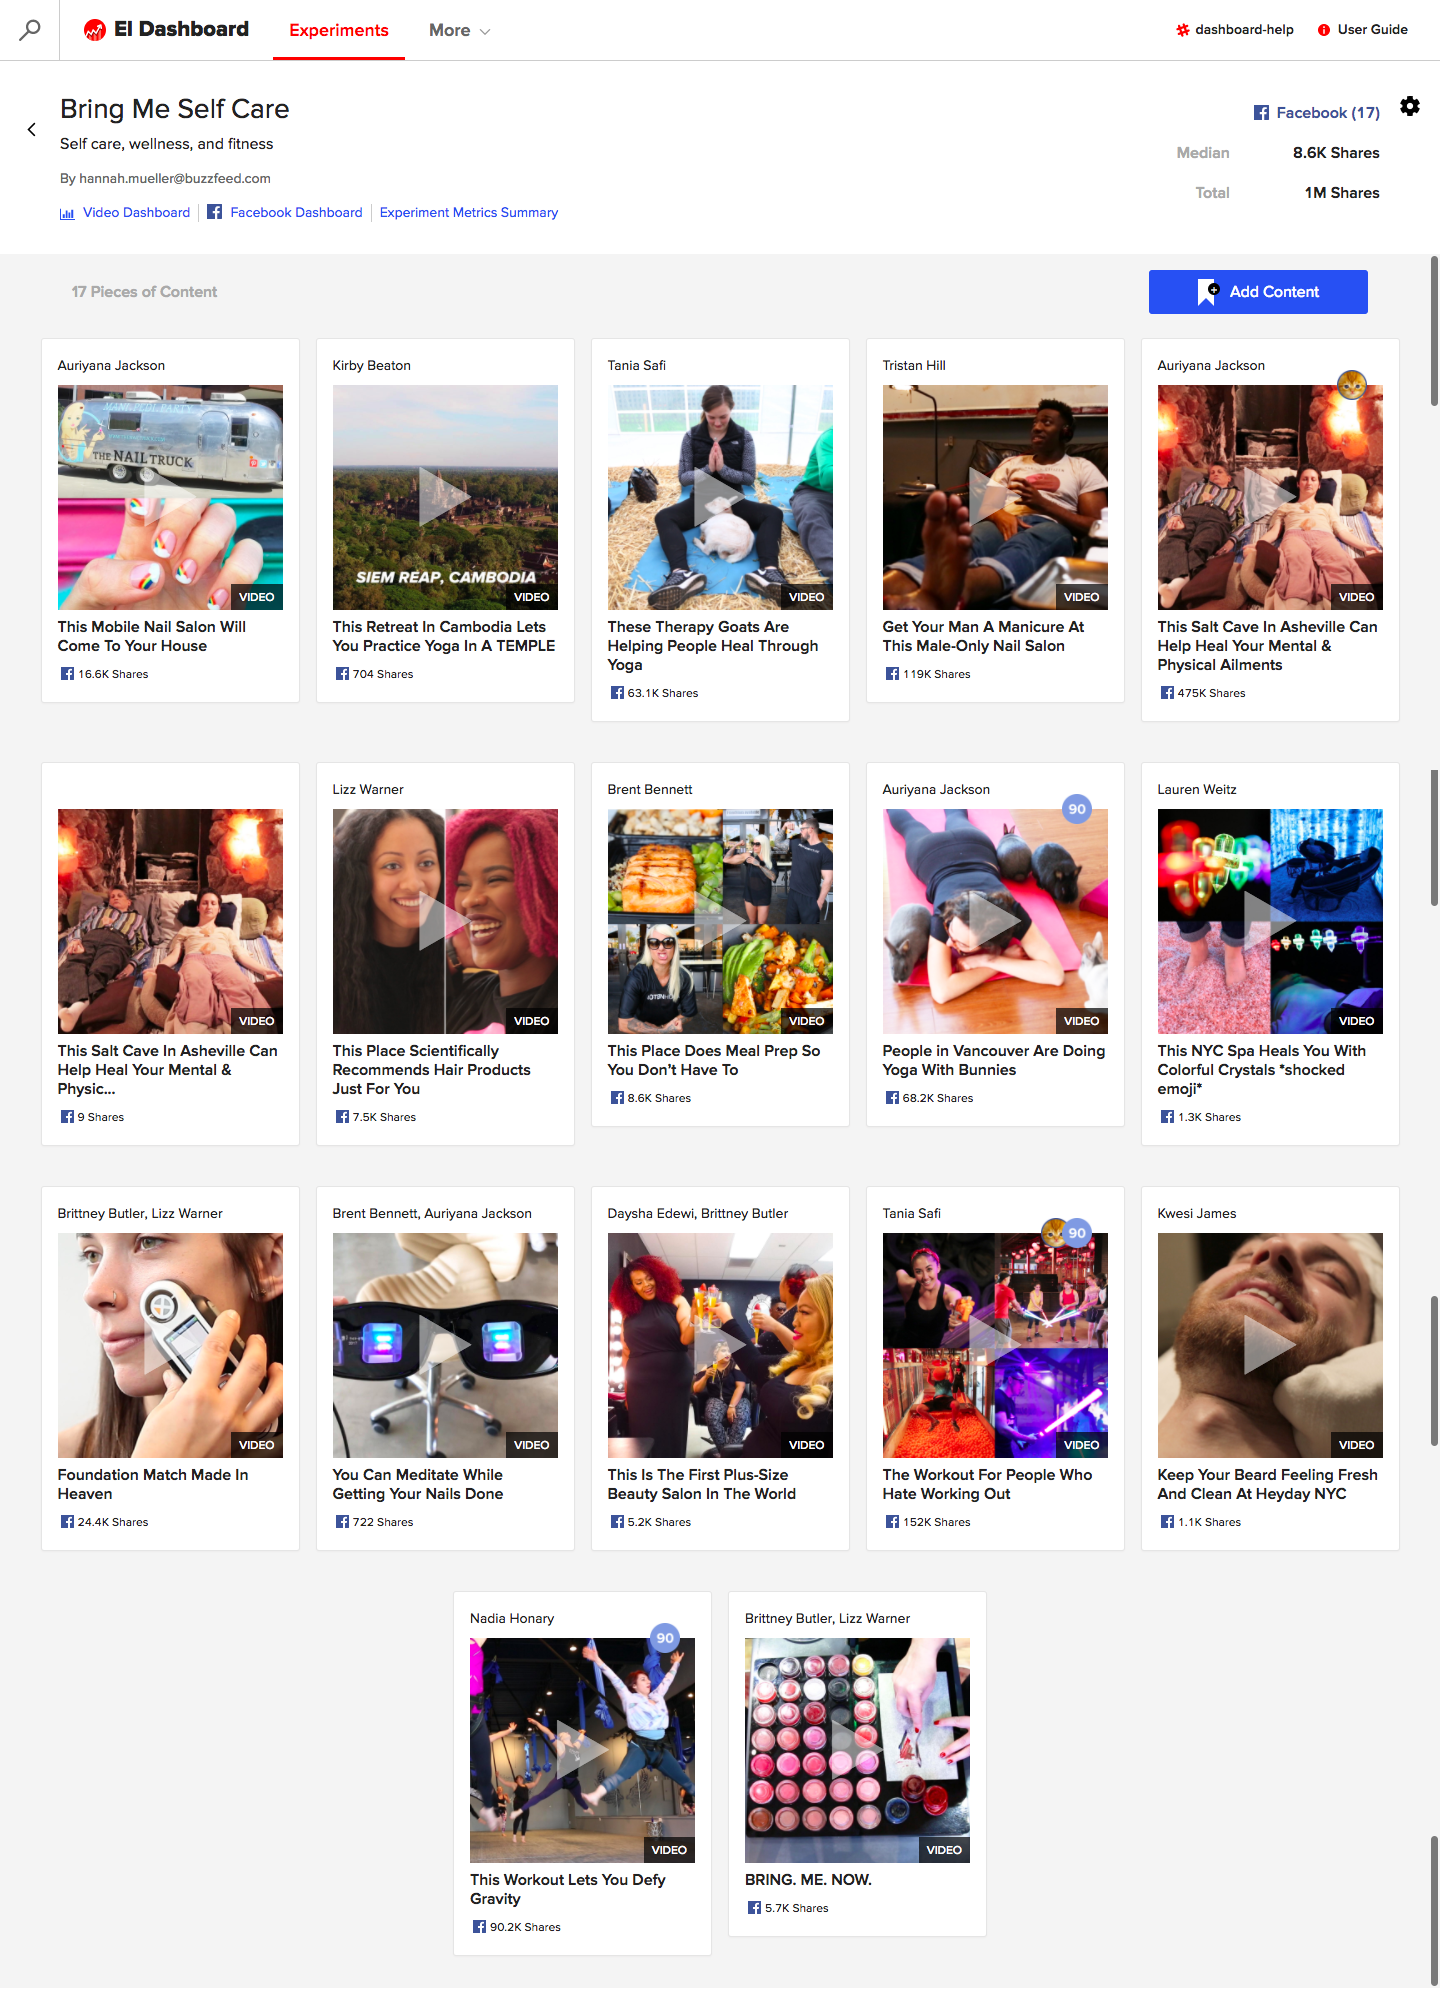 El Dashboard
Experiments
More
dashboard-help
User Guide
Bring Me Self Care
Self care, wellness, and fitness
By hannah.mueller@buzzfeed.com
Video Dashboard
Facebook Dashboard
Experiment Metrics Summary
Facebook (17)
Median 8.6K Shares
Total 1M Shares
17 Pieces of Content
Add Content
Auriyana Jackson
MANI. PEDI. PARTY.
THE NAIL TRUCK
VIDEO
This Mobile Nail Salon Will
Come To Your House
16.6K Shares
Kirby Beaton
SIEM REAP, CAMBODIA
VIDEO
This Retreat In Cambodia Lets
You Practice Yoga In A TEMPLE
704 Shares
Tania Safi
VIDEO
These Therapy Goats Are
Helping People Heal Through
Yoga
63.1K Shares
Tristan Hill
VIDEO
Get Your Man A Manicure At
This Male-Only Nail Salon
119K Shares
Auriyana Jackson
VIDEO
This Salt Cave In Asheville Can
Help Heal Your Mental &
Physical Ailments
475K Shares
VIDEO
This Salt Cave In Asheville Can
Help Heal Your Mental &
Physic...
9 Shares
Lizz Warner
VIDEO
This Place Scientifically
Recommends Hair Products
Just For You
7.5K Shares
Brent Bennett
VIDEO
This Place Does Meal Prep So
You Don’t Have To
8.6K Shares
Auriyana Jackson
90
VIDEO
People in Vancouver Are Doing
Yoga With Bunnies
68.2K Shares
Lauren Weitz
VIDEO
This NYC Spa Heals You With
Colorful Crystals *shocked
emoji*
1.3K Shares
Brittney Butler, Lizz Warner
VIDEO
Foundation Match Made In
Heaven
24.4K Shares
Brent Bennett, Auriyana Jackson
VIDEO
You Can Meditate While
Getting Your Nails Done
722 Shares
Daysha Edewi, Brittney Butler
VIDEO
This Is The First Plus-Size
Beauty Salon In The World
5.2K Shares
Tania Safi
90
VIDEO
The Workout For People Who
Hate Working Out
152K Shares
Kwesi James
VIDEO
Keep Your Beard Feeling Fresh
And Clean At Heyday NYC
1.1K Shares
Nadia Honary
90
VIDEO
This Workout Lets You Defy
Gravity
90.2K Shares
Brittney Butler, Lizz Warner
VIDEO
BRING. ME. NOW.
5.7K Shares